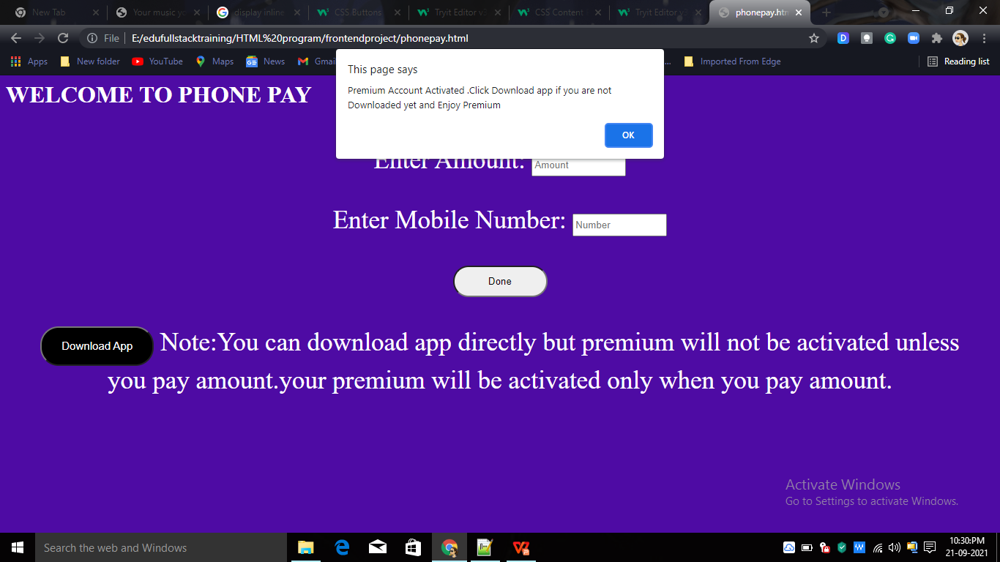 New Tab
Your music yo
display inline
CSS Buttons
Tryit Editor v3
CSS Content
Tryit Editor v3
phonepay.htm
File
E:/edufullstacktraining/HTML%20program/frontendproject/phonepay.html
Apps
New folder
YouTube
Maps
News
Gmai
...
Imported From Edge
Reading list
This page says
Premium Account Activated .Click Download app if you are not
Downloaded yet and Enjoy Premium
OK
WELCOME TO PHONE PAY
Enter Amount: Amount
Enter Mobile Number: Number
Done
Download App Note:You can download app directly but premium will not be activated unless
you pay amount.your premium will be activated only when you pay amount.
Activate Windows
Go to Settings to activate Windows.
Search the web and Windows
10:30:PM
21-09-2021